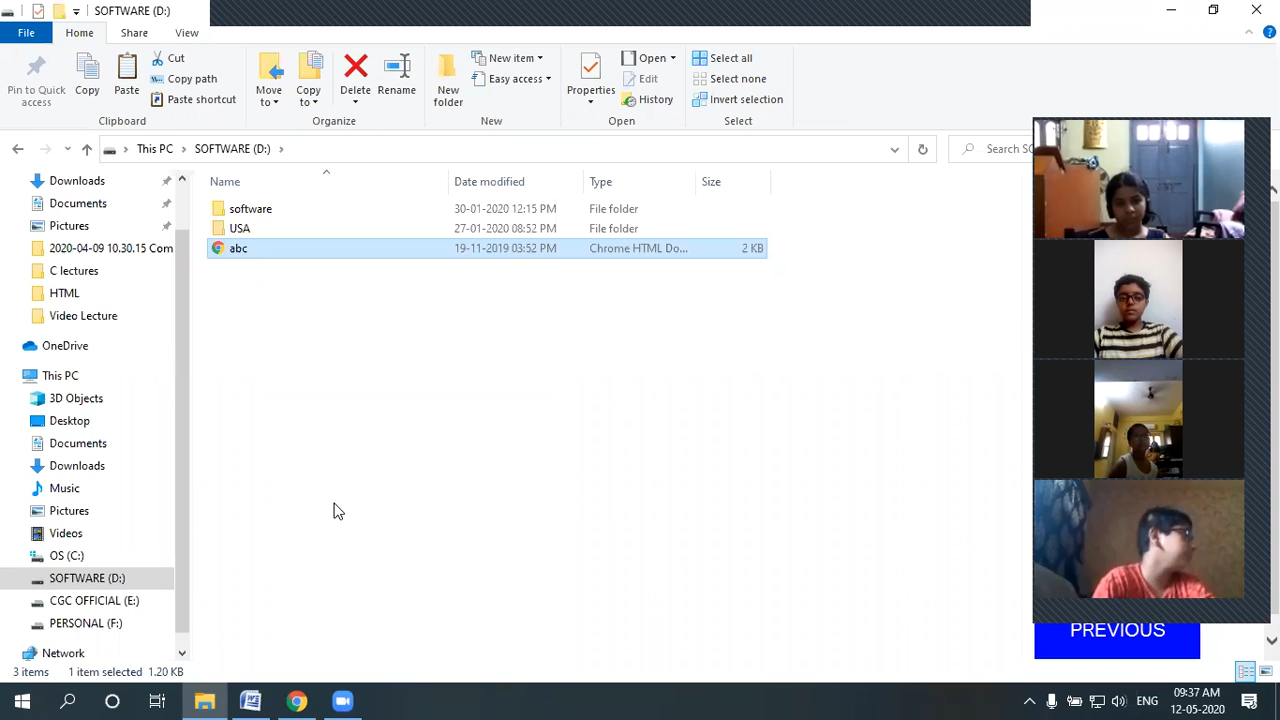 SOFTWARE (D:)
File Home Share View
Pin to Quick access
Copy
Paste
Cut
Copy path
Paste shortcut
Clipboard
Move to
Copy to
Delete
Rename
Organize
New folder
New item
Easy access
New
Properties
Open
Edit
History
Open
Select all
Select none
Invert selection
Select
This PC SOFTWARE (D:)
Search SO
Name Date modified Type Size
software 30-01-2020 12:15 PM File folder
USA 27-01-2020 08:52 PM File folder
abc 19-11-2019 03:52 PM Chrome HTML Do... 2 KB
Downloads
Documents
Pictures
2020-04-09 10.30.15 Com
C lectures
HTML
Video Lecture
OneDrive
This PC
3D Objects
Desktop
Documents
Downloads
Music
Pictures
Videos
OS (C:)
SOFTWARE (D:)
CGC OFFICIAL (E:)
PERSONAL (F:)
Network
PREVIOUS
3 items 1 item selected 1.20 KB
ENG
09:37 AM
12-05-2020